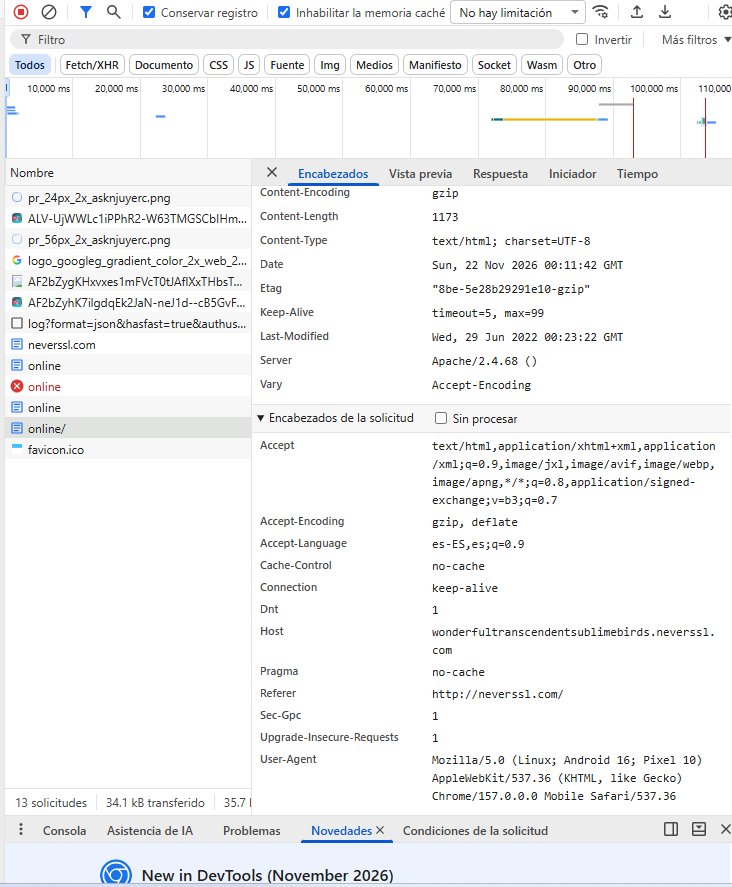 Conservar registro
Inhabilitar la memoria caché
No hay limitación
Filtro
Invertir
Más filtros
Todos
Fetch/XHR
Documento
CSS
JS
Fuente
Img
Medios
Manifiesto
Socket
Wasm
Otro
10,000 ms
20,000 ms
30,000 ms
40,000 ms
50,000 ms
60,000 ms
70,000 ms
80,000 ms
90,000 ms
100,000 ms
110,000
Nombre
pr_24px_2x_asknjuyerc.png
ALV-UjWWLc1iPPhR2-W63TMGSCbIHm...
pr_56px_2x_asknjuyerc.png
logo_googleg_gradient_color_2x_web_2...
AF2bZygKHxvxes1mFVcT0tJAflXxTHbsT...
AF2bZyhK7ilgdqEk2JaN-neJ1d--cB5GvF...
log?format=json&hasfast=true&authus...
neverssl.com
online
online
online
online/
favicon.ico
13 solicitudes
34.1 kB transferido
35.7
Encabezados
Vista previa
Respuesta
Iniciador
Tiempo
Content-Encoding gzip
Content-Length 1173
Content-Type text/html; charset=UTF-8
Date Sun, 22 Nov 2026 00:11:42 GMT
Etag "8be-5e28b29291e10-gzip"
Keep-Alive timeout=5, max=99
Last-Modified Wed, 29 Jun 2022 00:23:22 GMT
Server Apache/2.4.68 ()
Vary Accept-Encoding
Encabezados de la solicitud
Sin procesar
Accept text/html,application/xhtml+xml,application
/xml;q=0.9,image/jxl,image/avif,image/webp,
image/apng,*/*;q=0.8,application/signed-
exchange;v=b3;q=0.7
Accept-Encoding gzip, deflate
Accept-Language es-ES,es;q=0.9
Cache-Control no-cache
Connection keep-alive
Dnt 1
Host wonderfultranscendentsublimebirds.neverssl.
com
Pragma no-cache
Referer http://neverssl.com/
Sec-Gpc 1
Upgrade-Insecure-Requests 1
User-Agent Mozilla/5.0 (Linux; Android 16; Pixel 10)
AppleWebKit/537.36 (KHTML, like Gecko)
Chrome/157.0.0.0 Mobile Safari/537.36
Consola
Asistencia de IA
Problemas
Novedades
Condiciones de la solicitud
New in DevTools (November 2026)